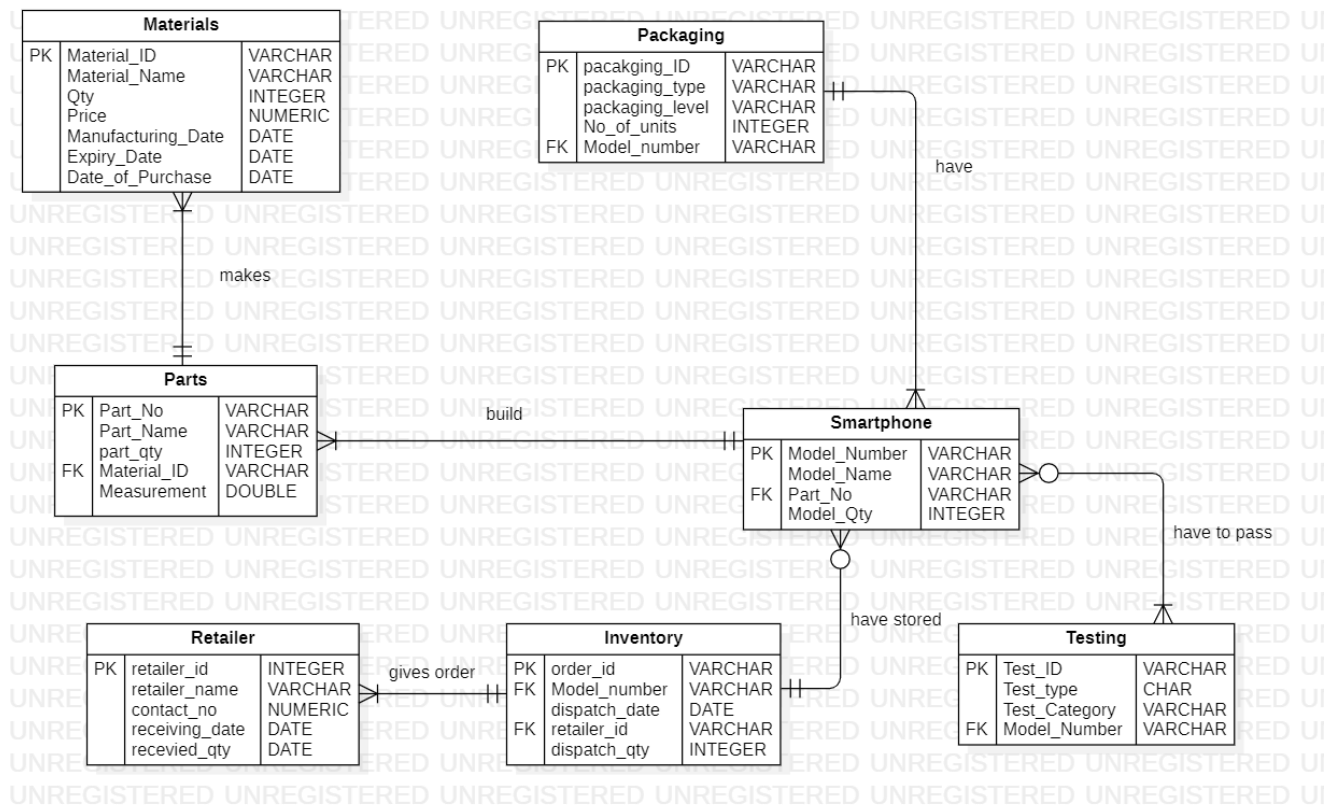 Materials
PK Material_ID VARCHAR
Material_Name VARCHAR
Qty INTEGER
Price NUMERIC
Manufacturing_Date DATE
Expiry_Date DATE
Date_of_Purchase DATE
Packaging
PK pacakging_ID VARCHAR
packaging_type VARCHAR
packaging_level VARCHAR
No_of_units INTEGER
FK Model_number VARCHAR
have
makes
Parts
PK Part_No VARCHAR
Part_Name VARCHAR
part_qty INTEGER
FK Material_ID VARCHAR
Measurement DOUBLE
build
Smartphone
PK Model_Number VARCHAR
Model_Name VARCHAR
FK Part_No VARCHAR
Model_Qty INTEGER
have to pass
have stored
Retailer
PK retailer_id INTEGER
retailer_name VARCHAR
contact_no NUMERIC
receiving_date DATE
recevied_qty DATE
gives order
Inventory
PK order_id VARCHAR
FK Model_number VARCHAR
dispatch_date DATE
FK retailer_id VARCHAR
dispatch_qty INTEGER
Testing
PK Test_ID VARCHAR
Test_type CHAR
Test_Category VARCHAR
FK Model_Number VARCHAR
UNREGISTERED UNREGISTERED UNREGISTERED UNREGISTERED UNREGISTERED UNREGISTERED UI